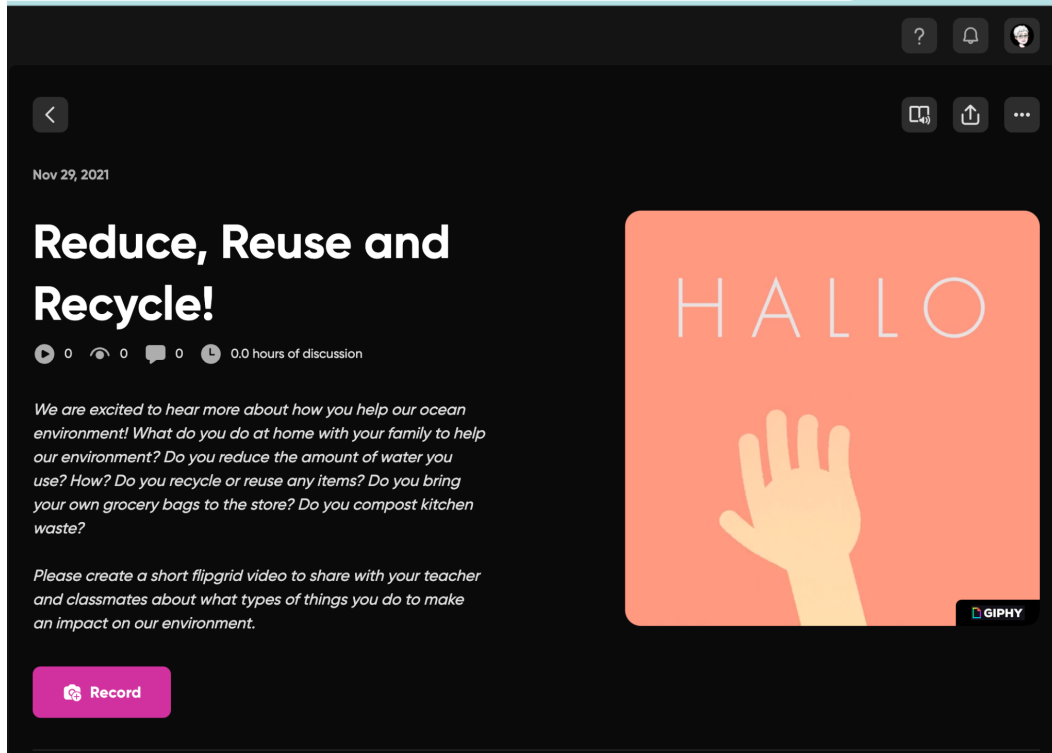 ?
Nov 29, 2021
Reduce, Reuse and
Recycle!
0 0 0 0.0 hours of discussion
We are excited to hear more about how you help our ocean
environment! What do you do at home with your family to help
our environment? Do you reduce the amount of water you
use? How? Do you recycle or reuse any items? Do you bring
your own grocery bags to the store? Do you compost kitchen
waste?
Please create a short flipgrid video to share with your teacher
and classmates about what types of things you do to make
an impact on our environment.
Record
HALLO
GIPHY